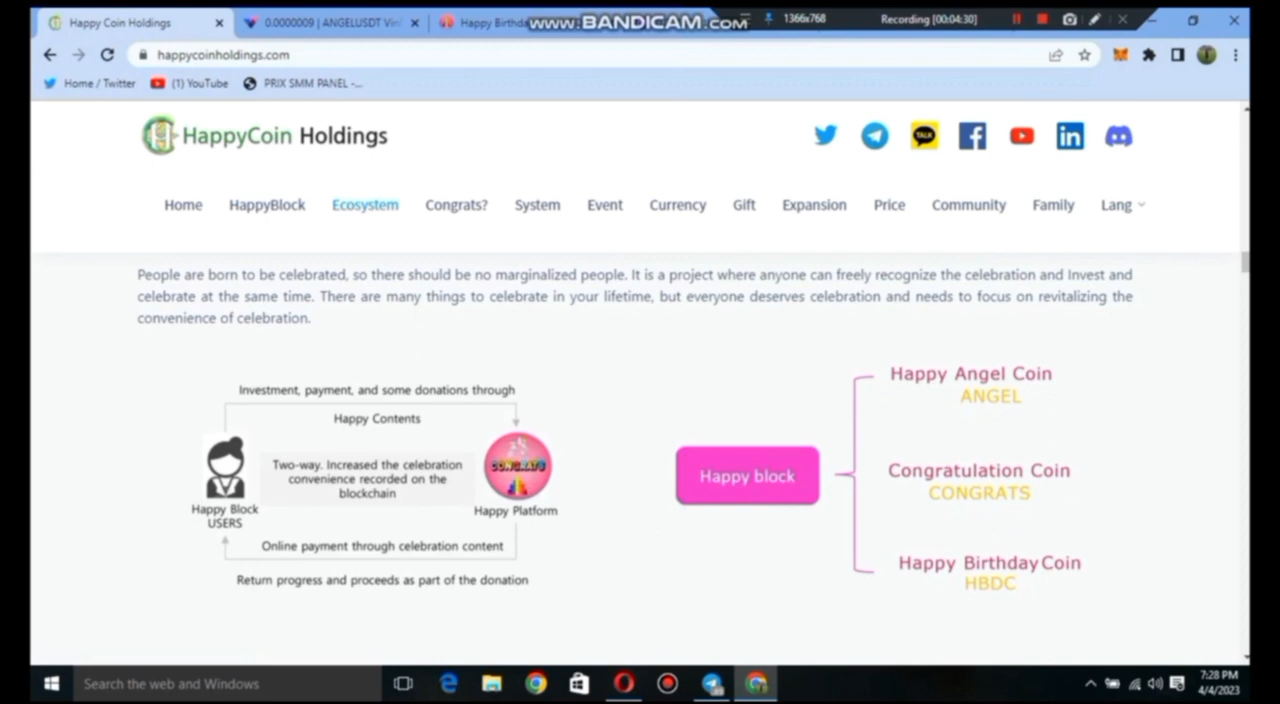 Happy Coin Holdings
0.0000009 | ANGELUSDT
Happy Birthda
www.BANDICAM.com
1366x768
Recording [00:04:30]
happycoinholdings.com
Home / Twitter
(1) YouTube
PRIX SMM PANEL -...
HappyCoin Holdings
TALK
Home
HappyBlock
Ecosystem
Congrats?
System
Event
Currency
Gift
Expansion
Price
Community
Family
Lang
People are born to be celebrated, so there should be no marginalized people. It is a project where anyone can freely recognize the celebration and Invest and
celebrate at the same time. There are many things to celebrate in your lifetime, but everyone deserves celebration and needs to focus on revitalizing the
convenience of celebration.
Investment, payment, and some donations through
Happy Contents
Two-way. Increased the celebration
convenience recorded on the
blockchain
CONGRATS
Happy Block
USERS
Happy Platform
Online payment through celebration content
Return progress and proceeds as part of the donation
Happy block
Happy Angel Coin
ANGEL
Congratulation Coin
CONGRATS
Happy Birthday Coin
HBDC
Search the web and Windows
7:28 PM
4/4/2023